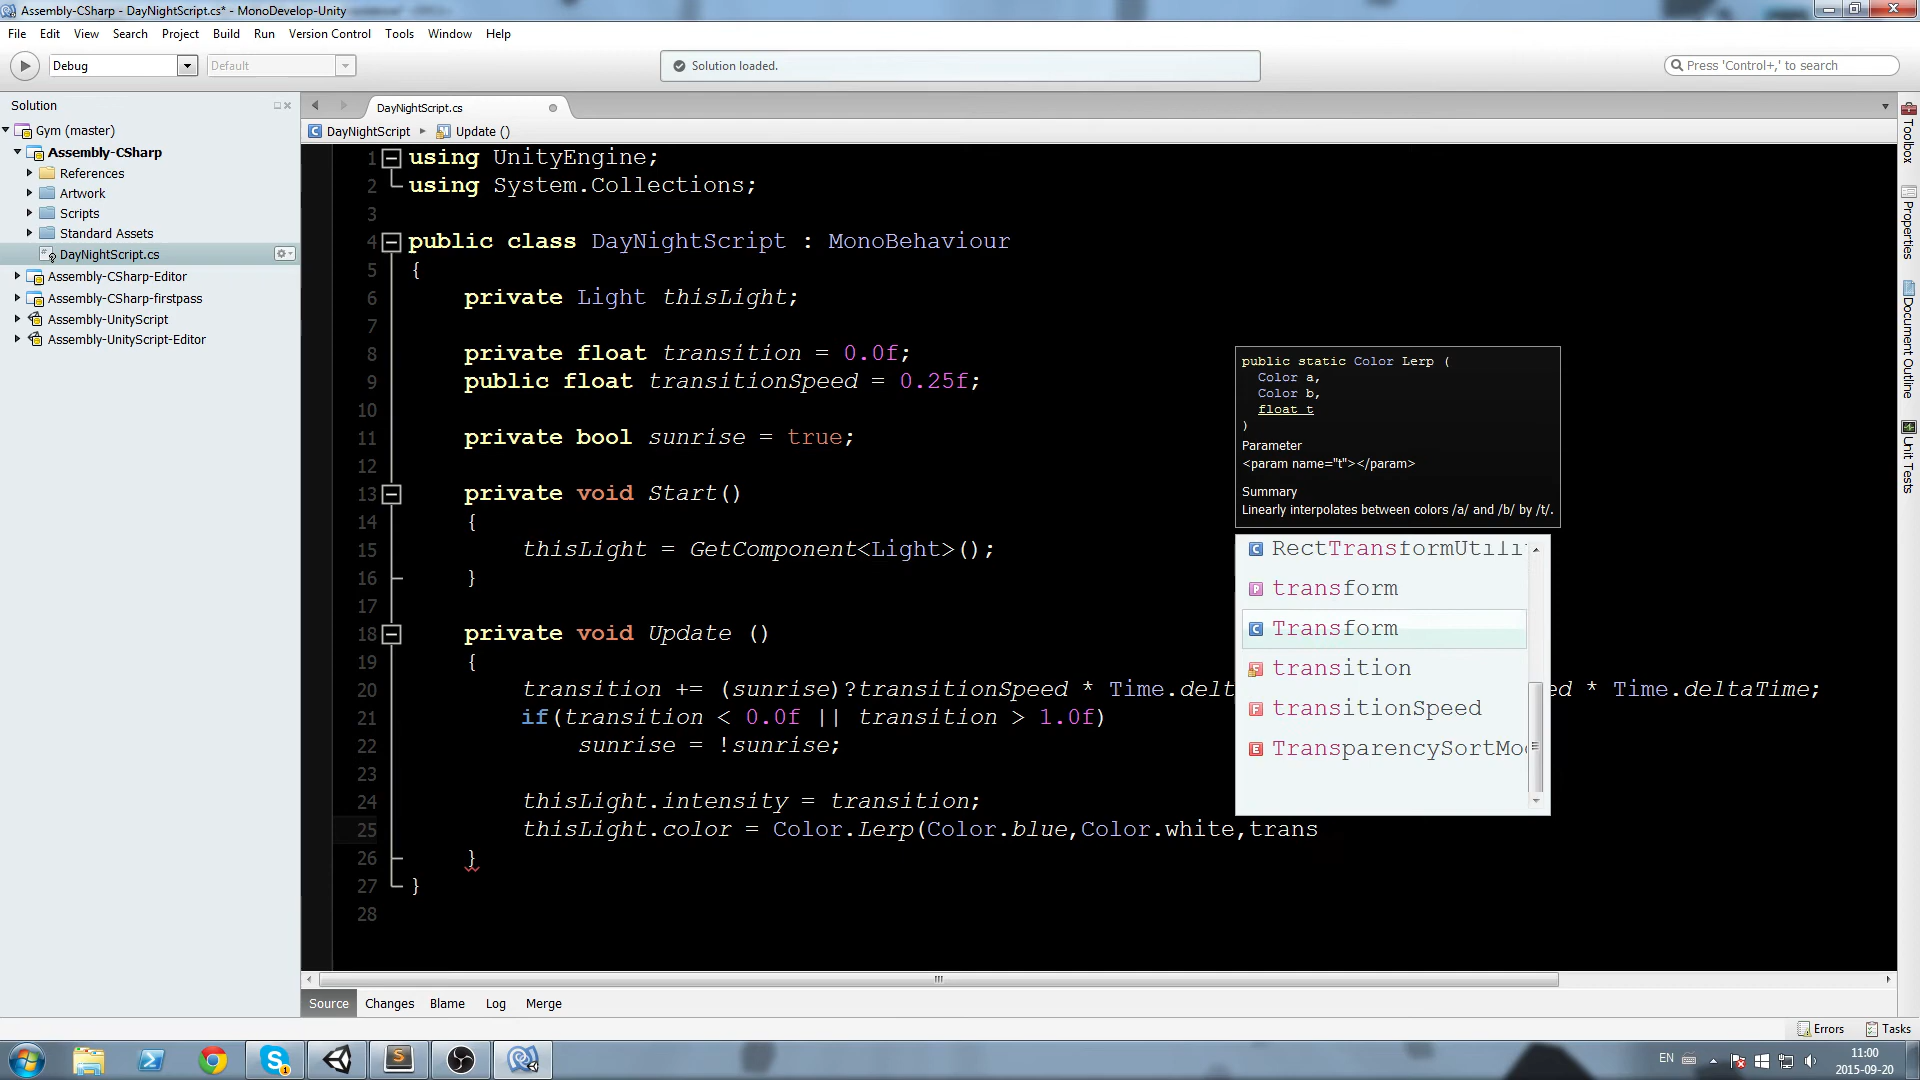 Assembly-CSharp - DayNightScript.cs* - MonoDevelop-Unity
File Edit View Search Project Build Run Version Control Tools Window Help
Debug Default Solution loaded. Press 'Control+,' to search
Solution
DayNightScript.cs
Gym (master)
DayNightScript Update ()
Assembly-CSharp
References
Artwork
Scripts
Standard Assets
DayNightScript.cs
Assembly-CSharp-Editor
Assembly-CSharp-firstpass
Assembly-UnityScript
Assembly-UnityScript-Editor
1 using UnityEngine;
2 using System.Collections;
3
4 public class DayNightScript : MonoBehaviour
5 {
6 private Light thisLight;
7
8 private float transition = 0.0f;
9 public float transitionSpeed = 0.25f;
10
11 private bool sunrise = true;
12
13 private void Start()
14 {
15 thisLight = GetComponent<Light>();
16 }
17
18 private void Update ()
19 {
20 transition += (sunrise)?transitionSpeed * Time.delt ed * Time.deltaTime;
21 if(transition < 0.0f || transition > 1.0f)
22 sunrise = !sunrise;
23
24 thisLight.intensity = transition;
25 thisLight.color = Color.Lerp(Color.blue,Color.white,trans
26 }
27 }
28
public static Color Lerp (
Color a,
Color b,
float t
)
Parameter
<param name="t"></param>
Summary
Linearly interpolates between colors /a/ and /b/ by /t/.
RectTransformUtili
transform
Transform
transition
transitionSpeed
TransparencySortMo
Toolbox
Properties
Document Outline
Unit Tests
Source Changes Blame Log Merge
Errors Tasks
EN 11:00
2015-09-20